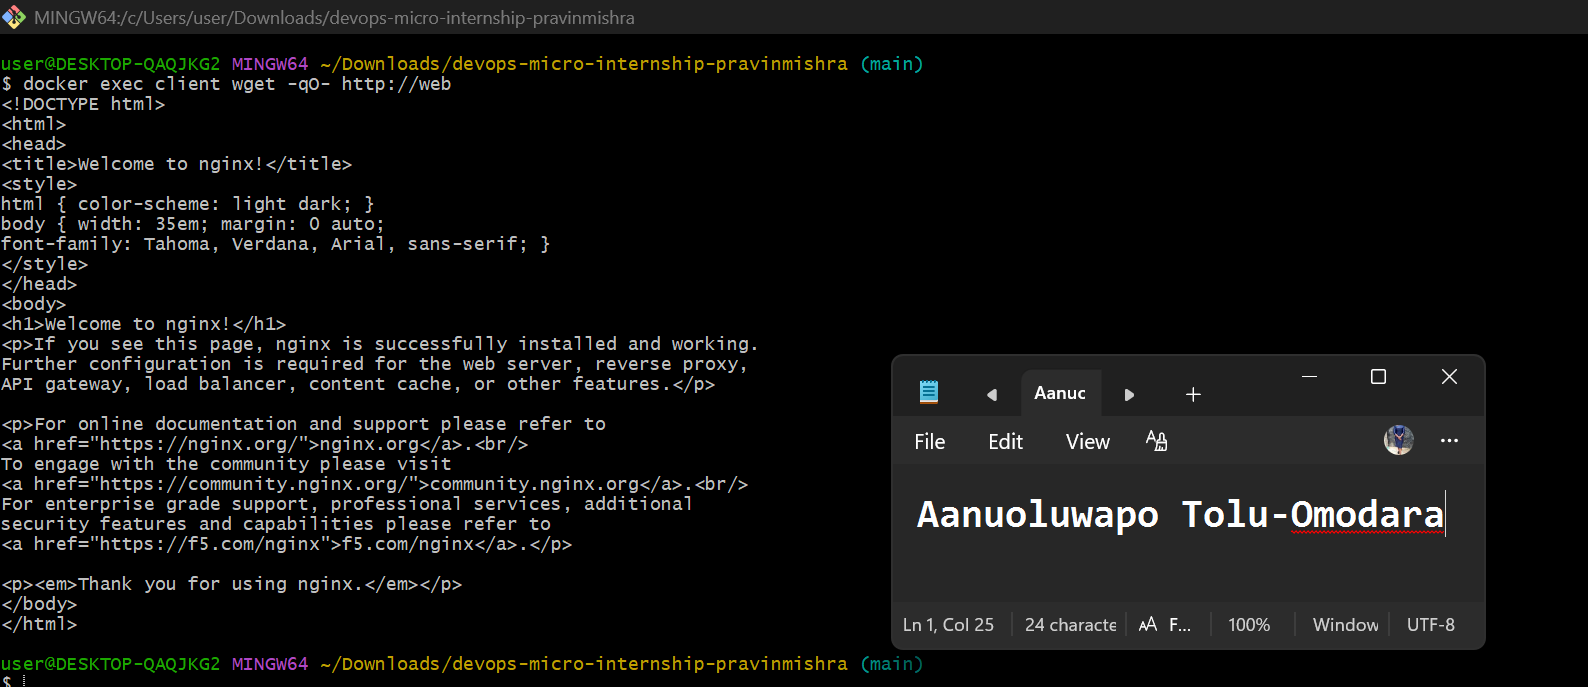 MINGW64:/c/Users/user/Downloads/devops-micro-internship-pravinmishra
user@DESKTOP-QAQJKG2 MINGW64 ~/Downloads/devops-micro-internship-pravinmishra (main)
$ docker exec client wget -qO- http://web
<!DOCTYPE html>
<html>
<head>
<title>Welcome to nginx!</title>
<style>
html { color-scheme: light dark; }
body { width: 35em; margin: 0 auto;
font-family: Tahoma, Verdana, Arial, sans-serif; }
</style>
</head>
<body>
<h1>Welcome to nginx!</h1>
<p>If you see this page, nginx is successfully installed and working.
Further configuration is required for the web server, reverse proxy,
API gateway, load balancer, content cache, or other features.</p>

<p>For online documentation and support please refer to
<a href="https://nginx.org/">nginx.org</a>.<br/>
To engage with the community please visit
<a href="https://community.nginx.org/">community.nginx.org</a>.<br/>
For enterprise grade support, professional services, additional
security features and capabilities please refer to
<a href="https://f5.com/nginx">f5.com/nginx</a>.</p>

<p><em>Thank you for using nginx.</em></p>
</body>
</html>

user@DESKTOP-QAQJKG2 MINGW64 ~/Downloads/devops-micro-internship-pravinmishra (main)
$
Aanuc
File Edit View
Aanuoluwapo Tolu-Omodara
Ln 1, Col 25 24 characte F... 100% Window UTF-8